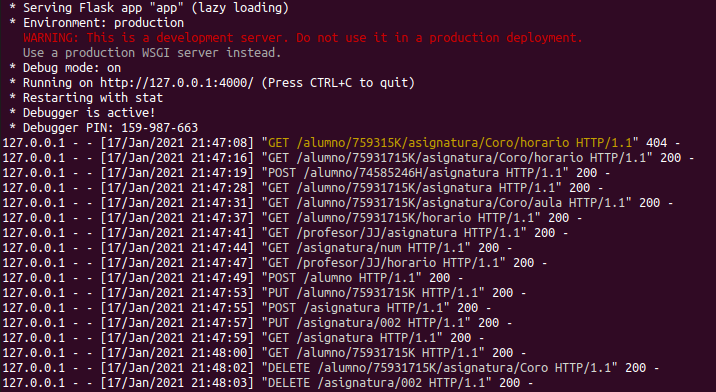 * Serving Flask app "app" (lazy loading)
* Environment: production
WARNING: This is a development server. Do not use it in a production deployment.
Use a production WSGI server instead.
* Debug mode: on
* Running on http://127.0.0.1:4000/ (Press CTRL+C to quit)
* Restarting with stat
* Debugger is active!
* Debugger PIN: 159-987-663
127.0.0.1 - - [17/Jan/2021 21:47:08] "GET /alumno/759315K/asignatura/Coro/horario HTTP/1.1" 404 -
127.0.0.1 - - [17/Jan/2021 21:47:16] "GET /alumno/75931715K/asignatura/Coro/horario HTTP/1.1" 200 -
127.0.0.1 - - [17/Jan/2021 21:47:19] "POST /alumno/74585246H/asignatura HTTP/1.1" 200 -
127.0.0.1 - - [17/Jan/2021 21:47:28] "GET /alumno/75931715K/asignatura HTTP/1.1" 200 -
127.0.0.1 - - [17/Jan/2021 21:47:31] "GET /alumno/75931715K/asignatura/Coro/aula HTTP/1.1" 200 -
127.0.0.1 - - [17/Jan/2021 21:47:37] "GET /alumno/75931715K/horario HTTP/1.1" 200 -
127.0.0.1 - - [17/Jan/2021 21:47:41] "GET /profesor/JJ/asignatura HTTP/1.1" 200 -
127.0.0.1 - - [17/Jan/2021 21:47:44] "GET /asignatura/num HTTP/1.1" 200 -
127.0.0.1 - - [17/Jan/2021 21:47:47] "GET /profesor/JJ/horario HTTP/1.1" 200 -
127.0.0.1 - - [17/Jan/2021 21:47:49] "POST /alumno HTTP/1.1" 200 -
127.0.0.1 - - [17/Jan/2021 21:47:53] "PUT /alumno/75931715K HTTP/1.1" 200 -
127.0.0.1 - - [17/Jan/2021 21:47:55] "POST /asignatura HTTP/1.1" 200 -
127.0.0.1 - - [17/Jan/2021 21:47:57] "PUT /asignatura/002 HTTP/1.1" 200 -
127.0.0.1 - - [17/Jan/2021 21:47:59] "GET /asignatura HTTP/1.1" 200 -
127.0.0.1 - - [17/Jan/2021 21:48:00] "GET /alumno/75931715K HTTP/1.1" 200 -
127.0.0.1 - - [17/Jan/2021 21:48:02] "DELETE /alumno/75931715K/asignatura/Coro HTTP/1.1" 200 -
127.0.0.1 - - [17/Jan/2021 21:48:03] "DELETE /asignatura/002 HTTP/1.1" 200 -